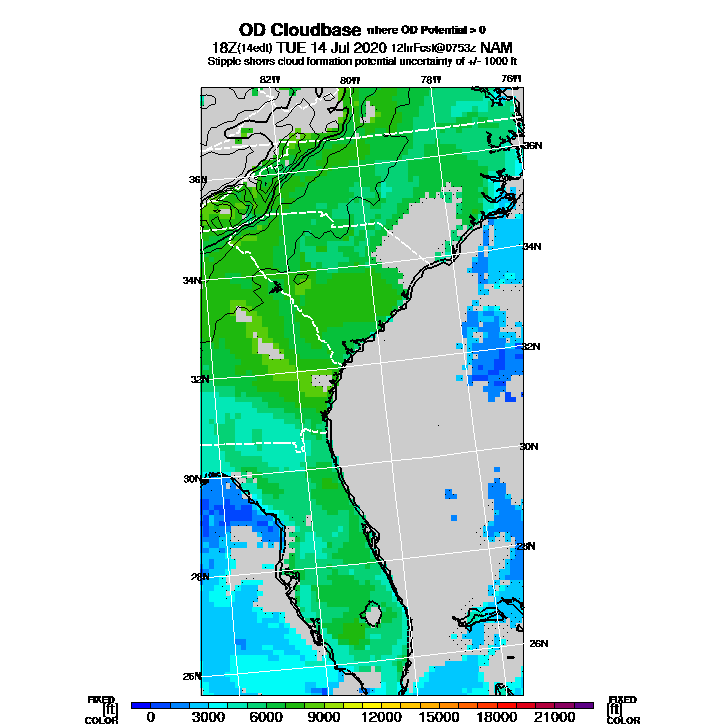 OD Cloudbase where OD Potential > 0
18Z(14edt) TUE 14 Jul 2020 12hrFcst@0753z NAM
Stipple shows cloud formation potential uncertainty of +/- 1000 ft
82W 80W 78W 76W
36N
36N
34N
34N
32N
32N
30N
30N
28N
28N
26N
26N
FIXED FIXED
[ft] [ft]
COLOR 0 3000 6000 9000 12000 15000 18000 21000 COLOR